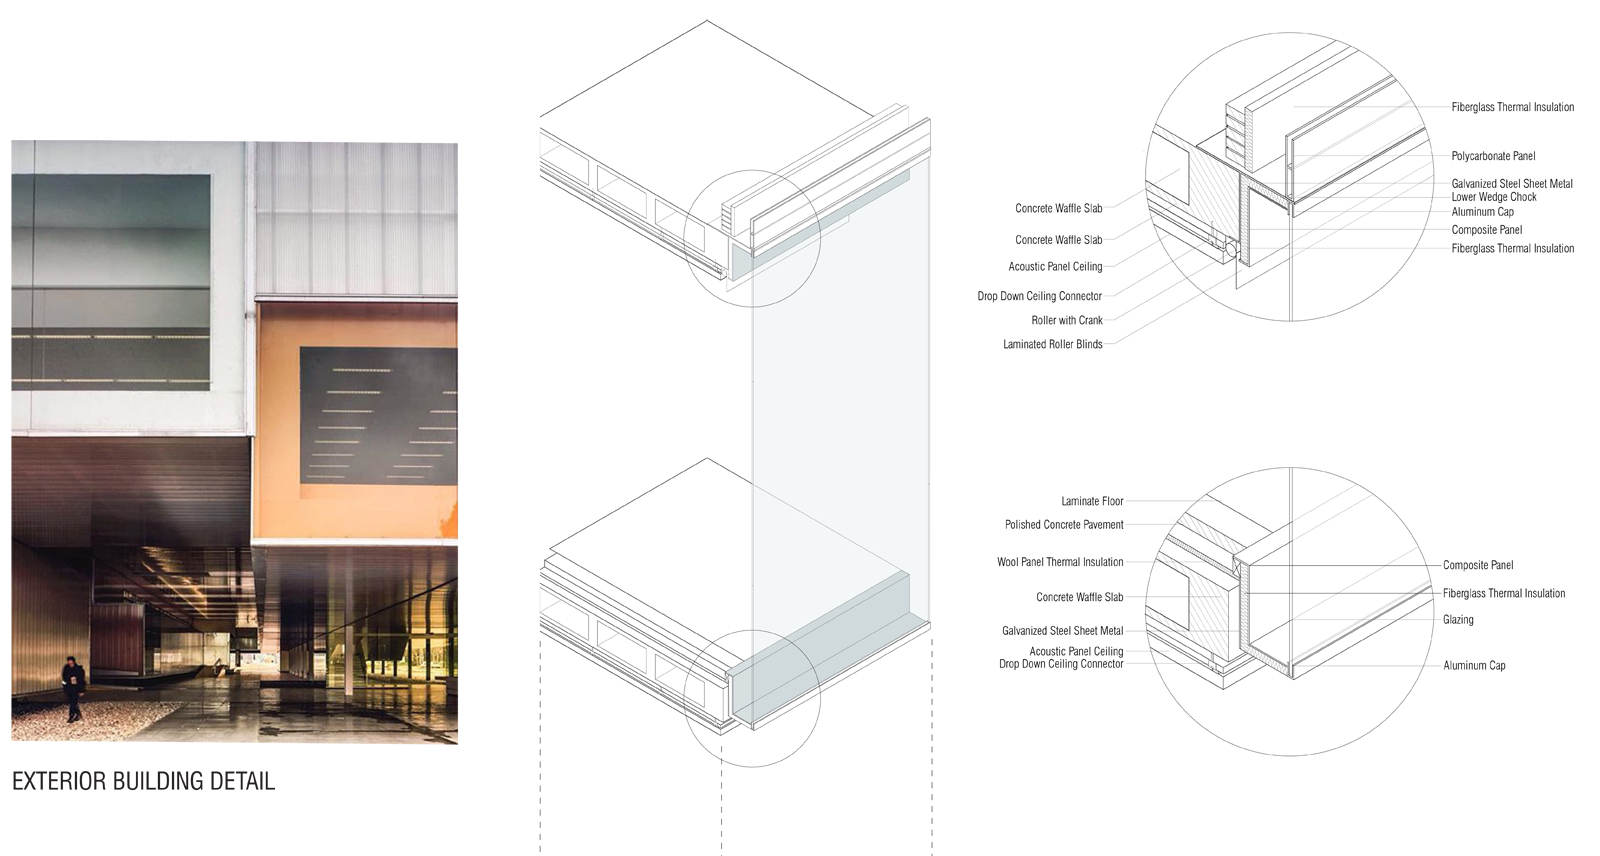 Fiberglass Thermal Insulation
Polycarbonate Panel
Galvanized Steel Sheet Metal
Lower Wedge Chock
Aluminum Cap
Composite Panel
Fiberglass Thermal Insulation
Concrete Waffle Slab
Concrete Waffle Slab
Acoustic Panel Ceiling
Drop Down Ceiling Connector
Roller with Crank
Laminated Roller Blinds
Laminate Floor
Polished Concrete Pavement
Wool Panel Thermal Insulation
Concrete Waffle Slab
Galvanized Steel Sheet Metal
Acoustic Panel Ceiling
Drop Down Ceiling Connector
Composite Panel
Fiberglass Thermal Insulation
Glazing
Aluminum Cap
EXTERIOR BUILDING DETAIL